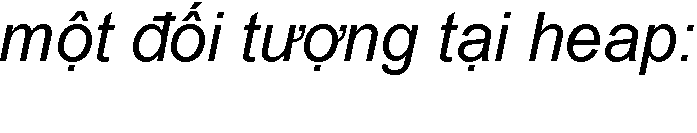 một đối tượng tại heap: